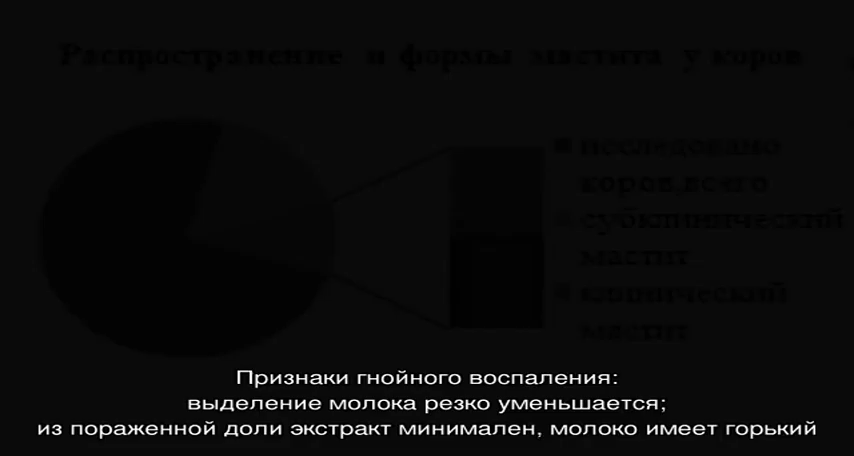 Распространение и формы мастита у коров
исследовано
коров, всего
субклинический
мастит
клинический
мастит
Признаки гнойного воспаления:
выделение молока резко уменьшается;
из пораженной доли экстракт минимален, молоко имеет горький